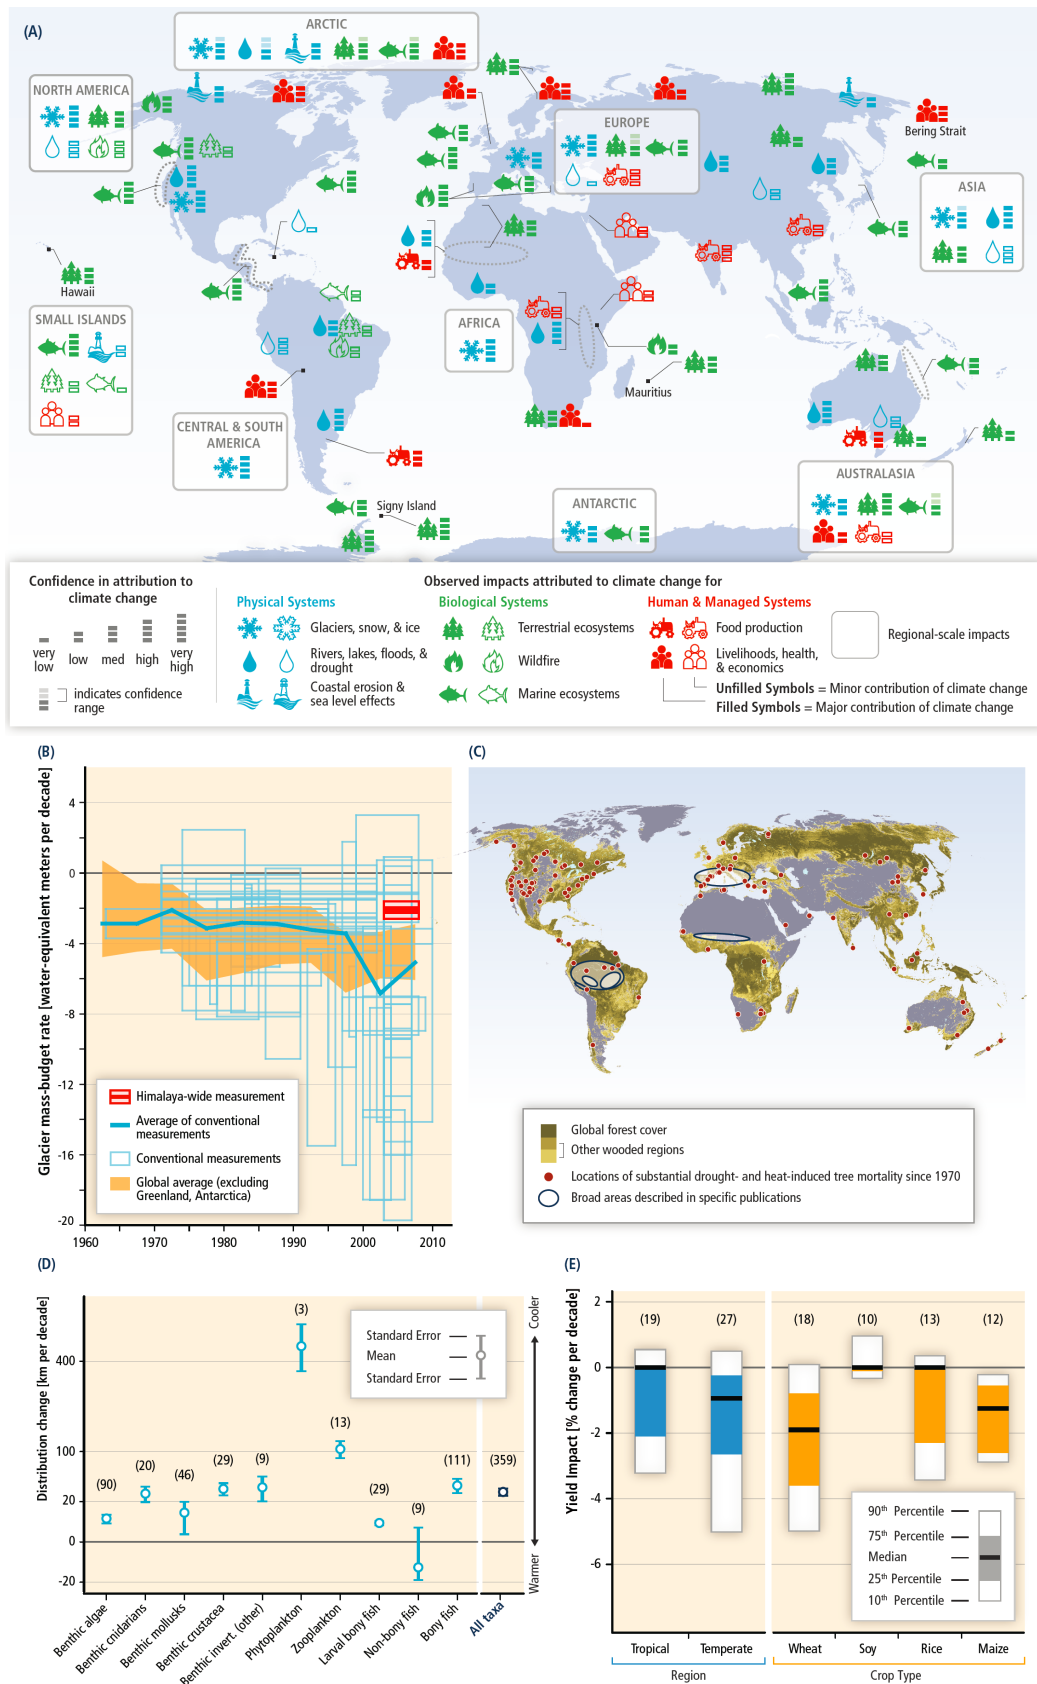 (A)
ARCTIC
NORTH AMERICA
EUROPE
Bering Strait
ASIA
Hawaii
SMALL ISLANDS
AFRICA
Mauritius
CENTRAL & SOUTH
AMERICA
AUSTRALASIA
Signy Island
ANTARCTIC
Confidence in attribution to
climate change
very
low
low
med
high
very
high
indicates confidence
range
Observed impacts attributed to climate change for
Physical Systems
Glaciers, snow, & ice
Rivers, lakes, floods, &
drought
Coastal erosion &
sea level effects
Biological Systems
Terrestrial ecosystems
Wildfire
Marine ecosystems
Human & Managed Systems
Food production
Livelihoods, health,
& economics
Unfilled Symbols = Minor contribution of climate change
Filled Symbols = Major contribution of climate change
Regional-scale impacts
(B)
Glacier mass-budget rate [water-equivalent meters per decade]
4
0
-4
-8
-12
-16
-20
1960
1970
1980
1990
2000
2010
Himalaya-wide measurement
Average of conventional
measurements
Conventional measurements
Global average (excluding
Greenland, Antarctica)
(C)
Global forest cover
Other wooded regions
Locations of substantial drought- and heat-induced tree mortality since 1970
Broad areas described in specific publications
(D)
Distribution change [km per decade]
400
100
20
0
-20
(90)
(20)
(46)
(29)
(9)
(3)
(13)
(29)
(9)
(111)
(359)
Standard Error
Mean
Standard Error
Cooler
Warmer
Benthic algae
Benthic cnidarians
Benthic mollusks
Benthic crustacea
Benthic invert. (other)
Phytoplankton
Zooplankton
Larval bony fish
Non-bony fish
Bony fish
All taxa
(E)
Yield Impact [% change per decade]
2
0
-2
-4
-6
(19)
(27)
(18)
(10)
(13)
(12)
90th Percentile
75th Percentile
Median
25th Percentile
10th Percentile
Tropical
Temperate
Wheat
Soy
Rice
Maize
Region
Crop Type